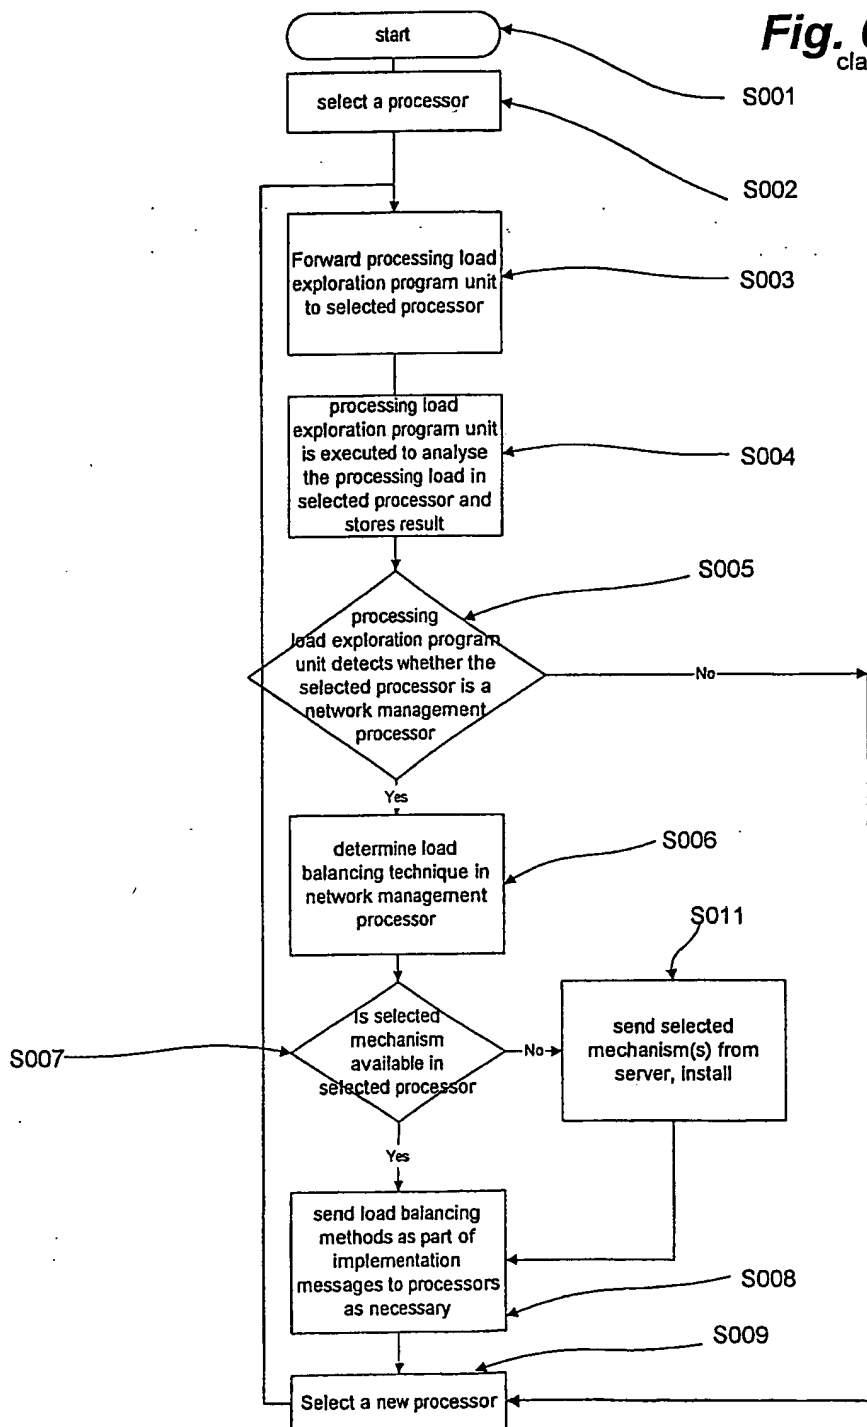 Fig.
start
S001
select a processor
S002
Forward processing load
exploration program unit
to selected processor
S003
processing load
exploration program unit
is executed to analyse
the processing load in
selected processor and
stores result
S004
S005
processing
load exploration program
unit detects whether the
selected processor is a
network management
processor
No
Yes
determine load
balancing technique in
network management
processor
S006
S011
S007
Is selected
mechanism
available in
selected processor
No
send selected
mechanism(s) from
server, install
Yes
send load balancing
methods as part of
implementation
messages to processors
as necessary
S008
S009
Select a new processor